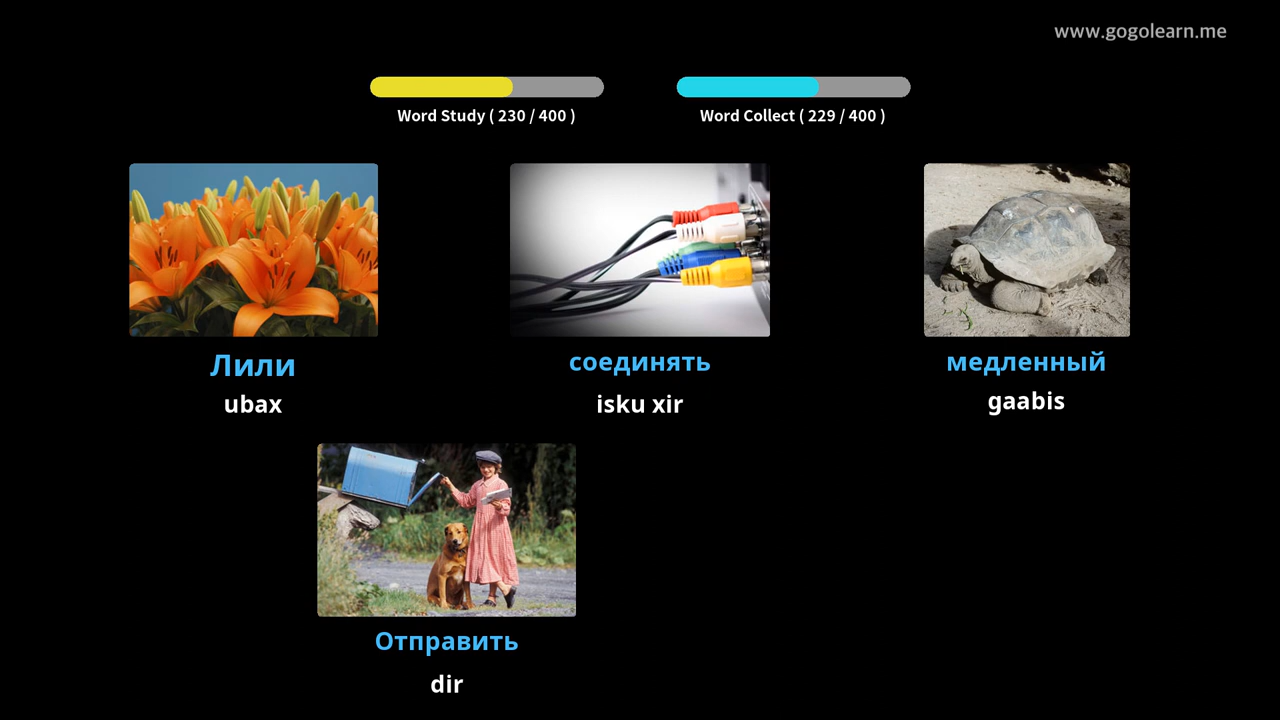 www.gogolearn.me
Word Study ( 230 / 400 )
Word Collect ( 229 / 400 )
Лили
ubax
соединять
isku xir
медленный
gaabis
Отправить
dir